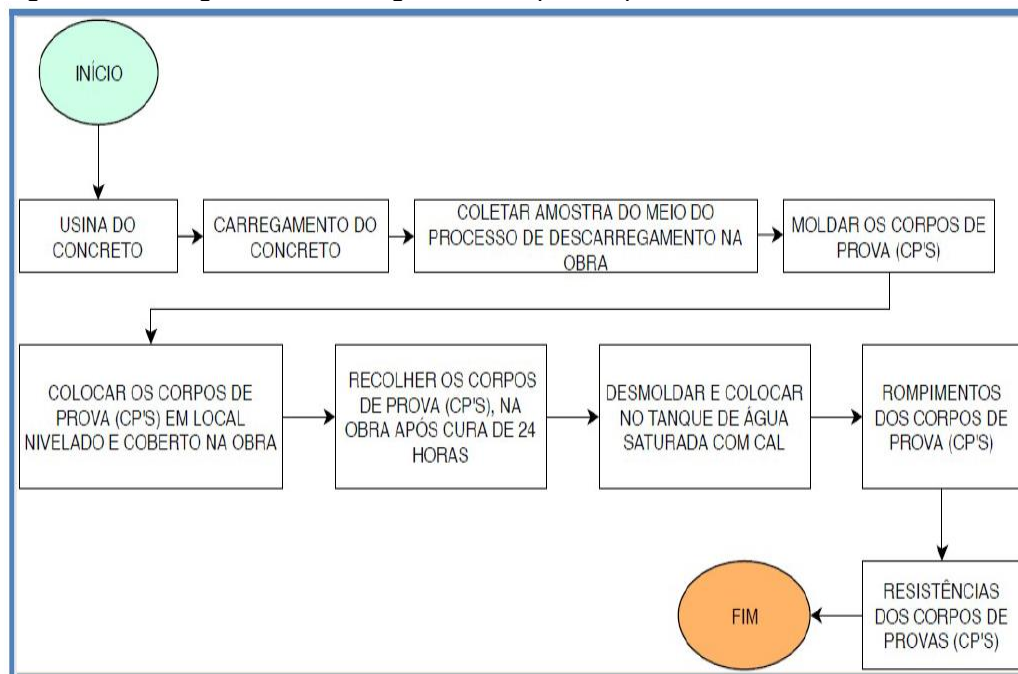 INÍCIO
USINA DO
CONCRETO
CARREGAMENTO DO
CONCRETO
COLETAR AMOSTRA DO MEIO DO
PROCESSO DE DESCARREGAMENTO NA
OBRA
MOLDAR OS CORPOS DE
PROVA (CP'S)
COLOCAR OS CORPOS DE
PROVA (CP'S) EM LOCAL
NIVELADO E COBERTO NA OBRA
RECOLHER OS CORPOS
DE PROVA (CP'S), NA
OBRA APÓS CURA DE 24
HORAS
DESMOLDAR E COLOCAR
NO TANQUE DE ÁGUA
SATURADA COM CAL
ROMPIMENTOS
DOS CORPOS DE
PROVA (CP'S)
RESISTÊNCIAS
DOS CORPOS DE
PROVAS (CP'S)
FIM